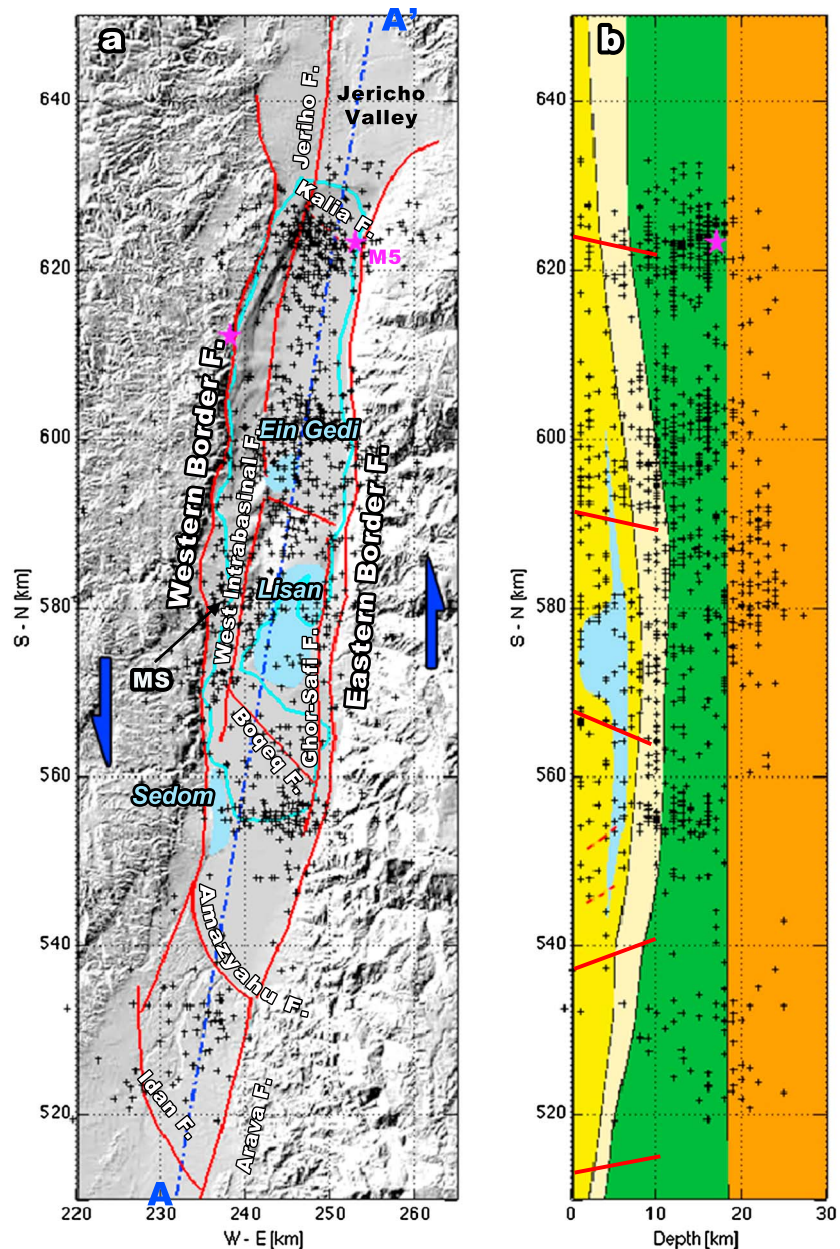 a
A'
b
Jericho
Valley
Jeriho F.
Kalia F.
M5
Western Border F.
Ein Gedi
West Intrabasinal F.
Eastern Border F.
Lisan
MS
Ghor-Safi F.
Boqeq F.
Sedom
Amazyahu F.
Idan F.
Arava F.
A
640
620
600
580
560
540
520
S - N [km]
220
230
240
250
260
W - E [km]
640
620
600
580
560
540
520
S - N [km]
0
10
20
30
Depth [km]